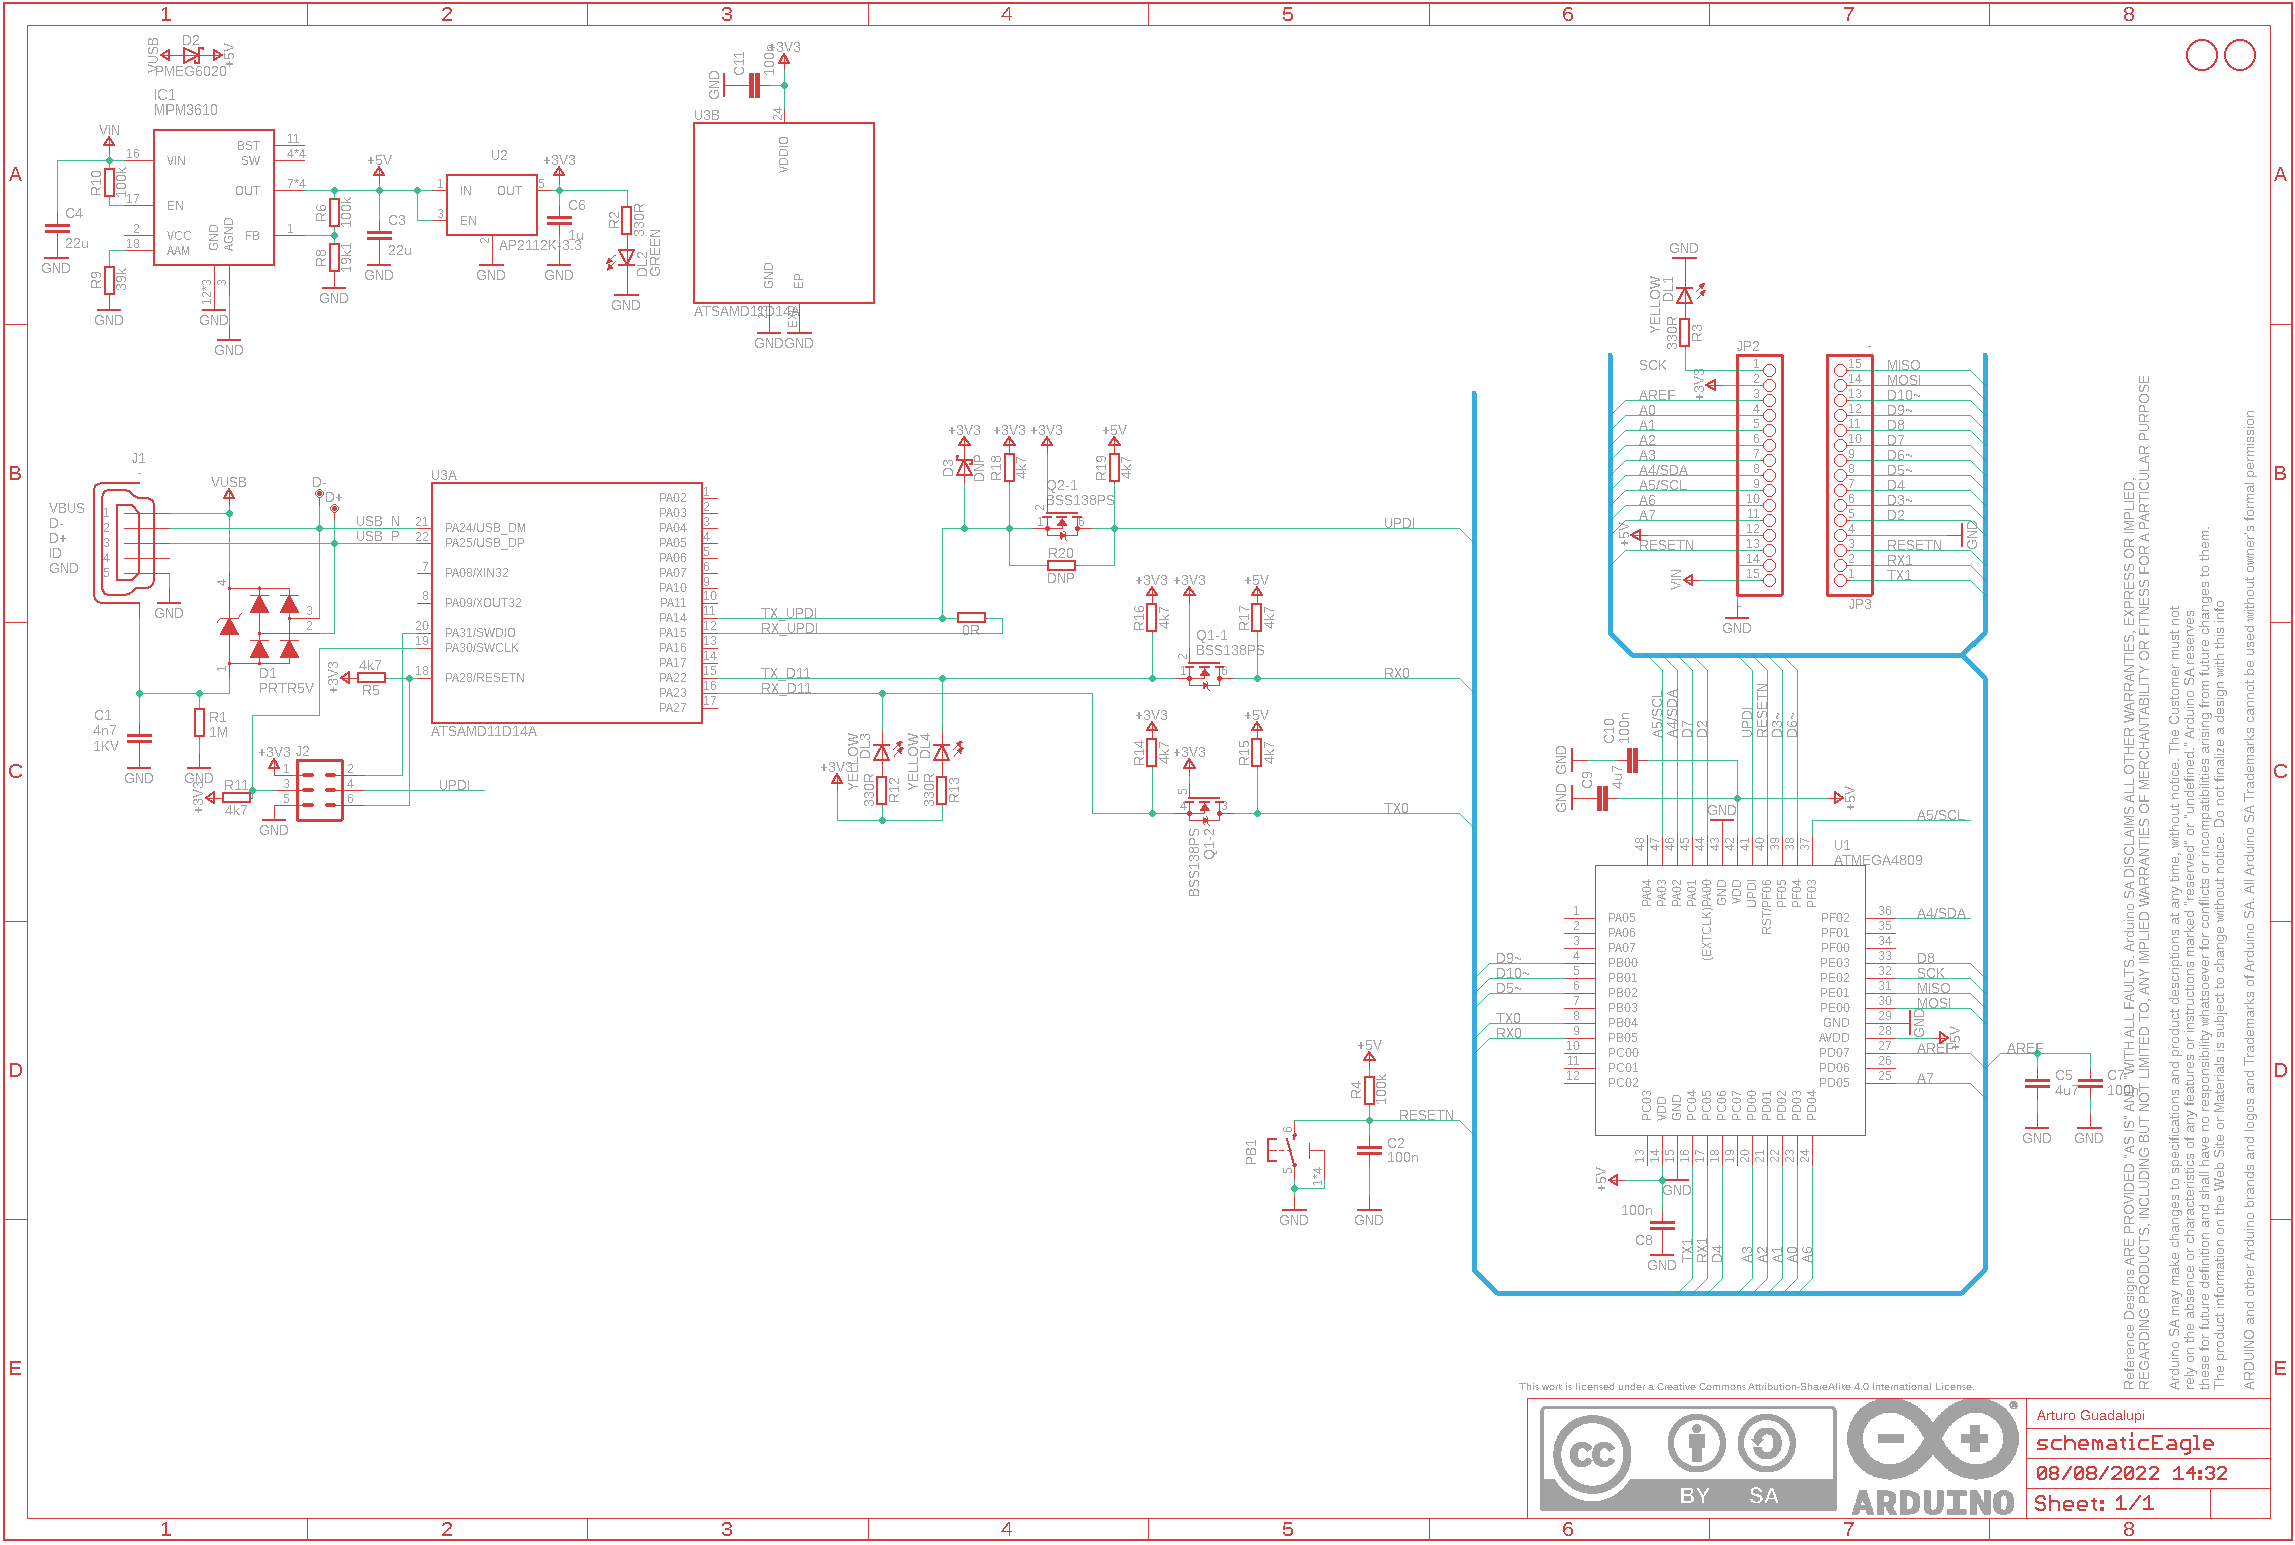 1 2 3 4 5 6 7 8
A
B
C
D
E
A
B
C
D
E
1 2 3 4 5 6 7 8
VUSB
D2
+5V
PMEG6020
IC1
MPM3610
VIN
16
VIN
R10
100k
17
EN
C4
22u
GND
2
VCC
18
AAM
R9
39k
GND
GND
AGND
12*3
3
GND
GND
BST
11
SW
4*4
OUT
7*4
FB
1
R6
100k
R8
19k1
GND
+5V
C3
22u
GND
U2
1
IN
OUT
5
3
EN
2
AP2112K-3.3
GND
+3V3
C6
1u
GND
R2
330R
DL2
GREEN
GND
GND
C11
100n
+3V3
U3B
24
VDDIO
GND
EP
ATSAMD11D14A
GND
GND
J1
-
VBUS
D-
D+
ID
GND
1
2
3
4
5
GND
VUSB
D-
D+
USB_N
USB_P
4
3
2
1
D1
PRTR5V
C1
4n7
1KV
GND
R1
1M
GND
U3A
21 PA24/USB_DM
22 PA25/USB_DP
7 PA08/XIN32
8 PA09/XOUT32
20 PA31/SWDIO
19 PA30/SWCLK
18 PA28/RESETN
PA02 1
PA03 2
PA04 3
PA05 4
PA06 5
PA07 6
PA10 9
PA11 10
PA14 11
PA15 12
PA16 13
PA17 14
PA22 15
PA23 16
PA27 17
ATSAMD11D14A
+3V3
4k7
R5
+3V3
J2
1
2
3
4
5
6
R11
4k7
+3V3
GND
UPDI
TX_UPDI
RX_UPDI
0R
TX_D11
RX_D11
+3V3
D3
DNP
+3V3
R18
4k7
+3V3
Q2-1
BSS138PS
2
1
6
+5V
R19
4k7
R20
DNP
UPDI
+3V3
R16
4k7
+3V3
Q1-1
BSS138PS
2
1
6
+5V
R17
4k7
RX0
+3V3
R14
4k7
+3V3
5
4
3
BSS138PS
Q1-2
+5V
R15
4k7
TX0
+3V3
YELLOW
DL3
330R
R12
YELLOW
DL4
330R
R13
+5V
R4
100k
RESETN
PB1
6
5
1*4
GND
C2
100n
GND
GND
YELLOW
DL1
330R
R3
JP2
SCK 1
+3V3 2
AREF 3
A0 4
A1 5
A2 6
A3 7
A4/SDA 8
A5/SCL 9
A6 10
A7 11
+5V 12
RESETN 13
14
VIN 15
-
GND
-
15 MISO
14 MOSI
13 D10~
12 D9~
11 D8
10 D7
9 D6~
8 D5~
7 D4
6 D3~
5 D2
4 GND
3 RESETN
2 RX1
1 TX1
JP3
A5/SCL
A4/SDA
D7
D2
UPDI
RESETN
D3~
D6~
GND
C10
100n
GND
C9
4u7
GND
+5V
A5/SCL
U1
ATMEGA4809
48 47 46 45 44 43 42 41 40 39 38 37
PA04
PA03
PA02
PA01
(EXTCLK)PA00
GND
VDD
UPDI
RST/PF06
PF05
PF04
PF03
1 PA05
2 PA06
3 PA07
D9~ 4 PB00
D10~ 5 PB01
D5~ 6 PB02
7 PB03
TX0 8 PB04
RX0 9 PB05
10 PC00
11 PC01
12 PC02
PF02 36 A4/SDA
PF01 35
PF00 34
PE03 33 D8
PE02 32 SCK
PE01 31 MISO
PE00 30 MOSI
GND 29 GND
AVDD 28 +5V
PD07 27 AREF
PD06 26
PD05 25 A7
PC03
VDD
GND
PC04
PC05
PC06
PC07
PD00
PD01
PD02
PD03
PD04
13 14 15 16 17 18 19 20 21 22 23 24
+5V
GND
100n
C8
GND
TX1
RX1
D4
A3
A2
A1
A0
A6
AREF
C5
4u7
GND
C7
100n
GND
Reference Designs ARE PROVIDED "AS IS" AND "WITH ALL FAULTS. Arduino SA DISCLAIMS ALL OTHER WARRANTIES, EXPRESS OR IMPLIED,
REGARDING PRODUCTS, INCLUDING BUT NOT LIMITED TO, ANY IMPLIED WARRANTIES OF MERCHANTABILITY OR FITNESS FOR A PARTICULAR PURPOSE
Arduino SA may make changes to specifications and product descriptions at any time, without notice. The Customer must not
rely on the absence or characteristics of any features or instructions marked "reserved" or "undefined." Arduino SA reserves
these for future definition and shall have no responsibility whatsoever for conflicts or incompatibilities arising from future changes to them.
The product information on the Web Site or Materials is subject to change without notice. Do not finalize a design with this info
ARDUINO and other Arduino brands and logos and Trademarks of Arduino SA. All Arduino SA Trademarks cannot be used without owner's formal permission
This work is licensed under a Creative Commons Attribution-ShareAlike 4.0 International License.
cc
BY SA
ARDUINO
Arturo Guadalupi
schematicEagle
08/08/2022 14:32
Sheet: 1/1